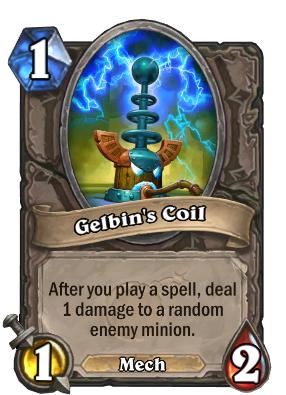 1
Gelbin's Coil
After you play a spell, deal
1 damage to a random
enemy minion.
1
Mech
2